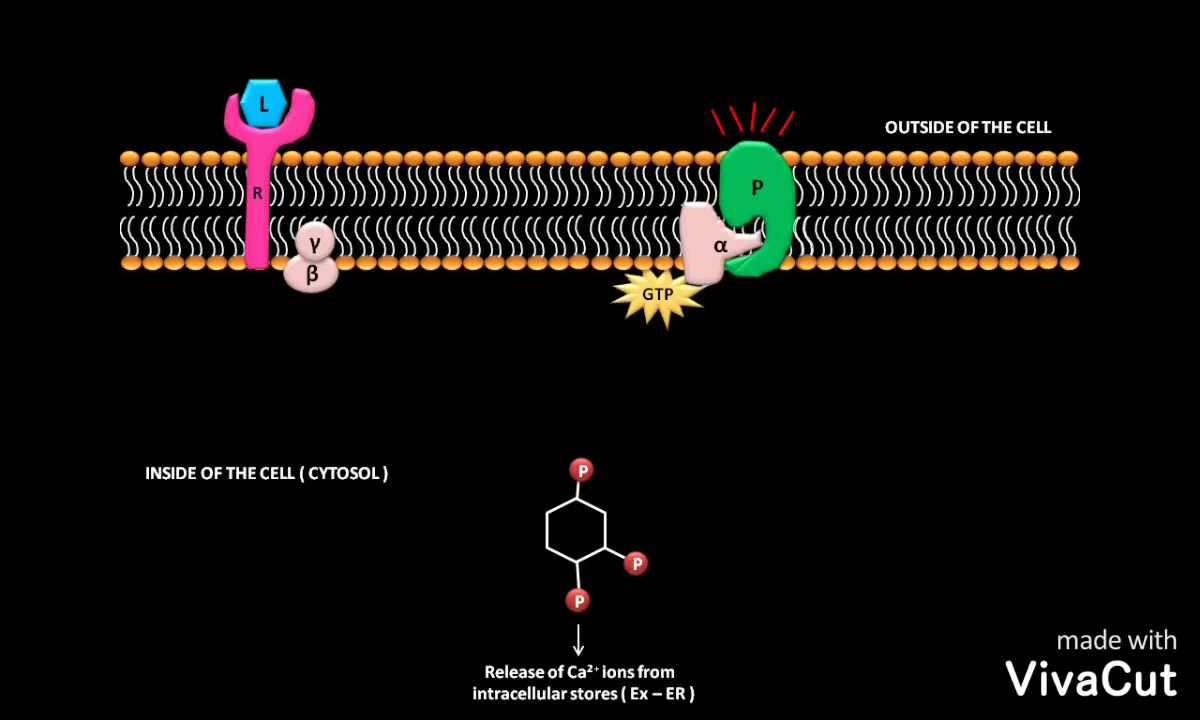 L
OUTSIDE OF THE CELL
R
P
γ
α
β
GTP
INSIDE OF THE CELL ( CYTOSOL )
P
P
P
Release of Ca²⁺ ions from
intracellular stores ( Ex – ER )
made with
VivaCut